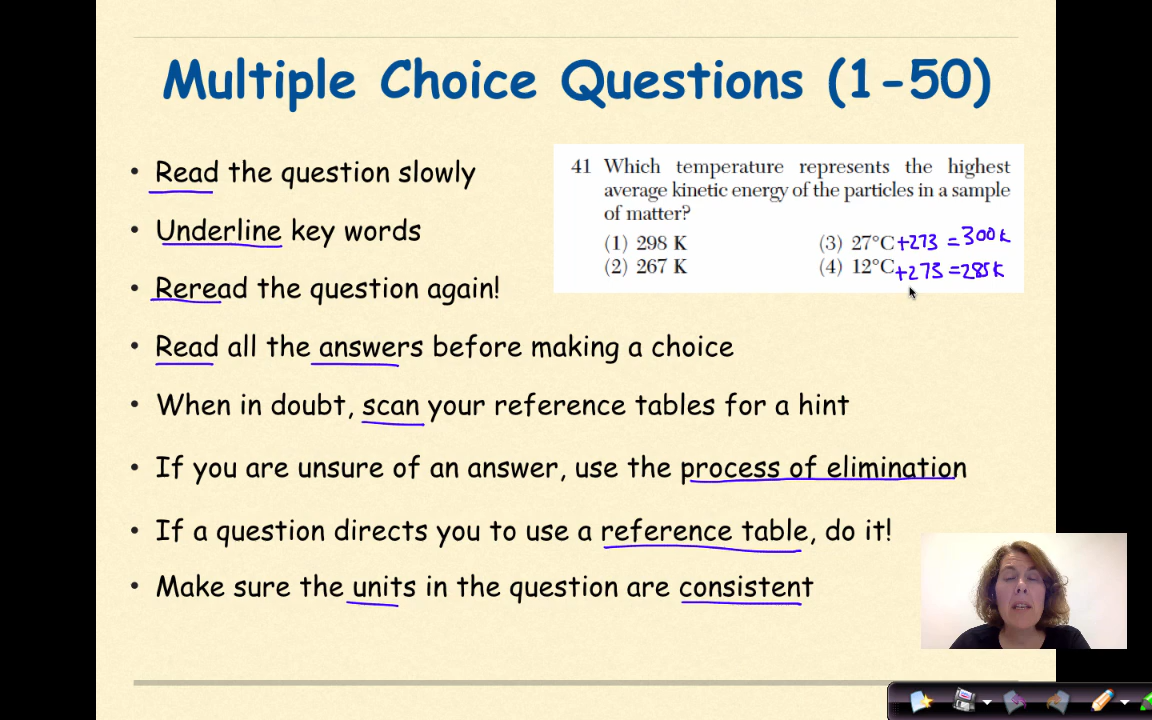 Multiple Choice Questions (1-50)
• Read the question slowly
• Underline key words
• Reread the question again!
• Read all the answers before making a choice
• When in doubt, scan your reference tables for a hint
• If you are unsure of an answer, use the process of elimination
• If a question directs you to use a reference table, do it!
• Make sure the units in the question are consistent
41 Which temperature represents the highest
average kinetic energy of the particles in a sample
of matter?
(1) 298 K (3) 27°C +273 = 300K
(2) 267 K (4) 12°C +273 = 285K